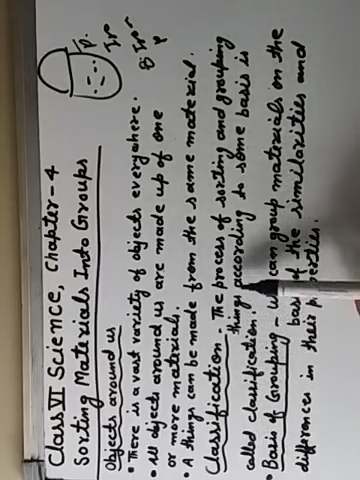 Class VI Science, Chapter-4
Sorting Materials Into Groups
Objects around us
• There is a vast variety of objects everywhere.
• All objects around us are made up of one
or more materials.
• A things can be made from the same material.
Classification - The process of sorting and grouping
things according to some basis is
called classification.
• Basis of Grouping - can group materials on the
basis of the similarities and
differences in their
P.
Iro